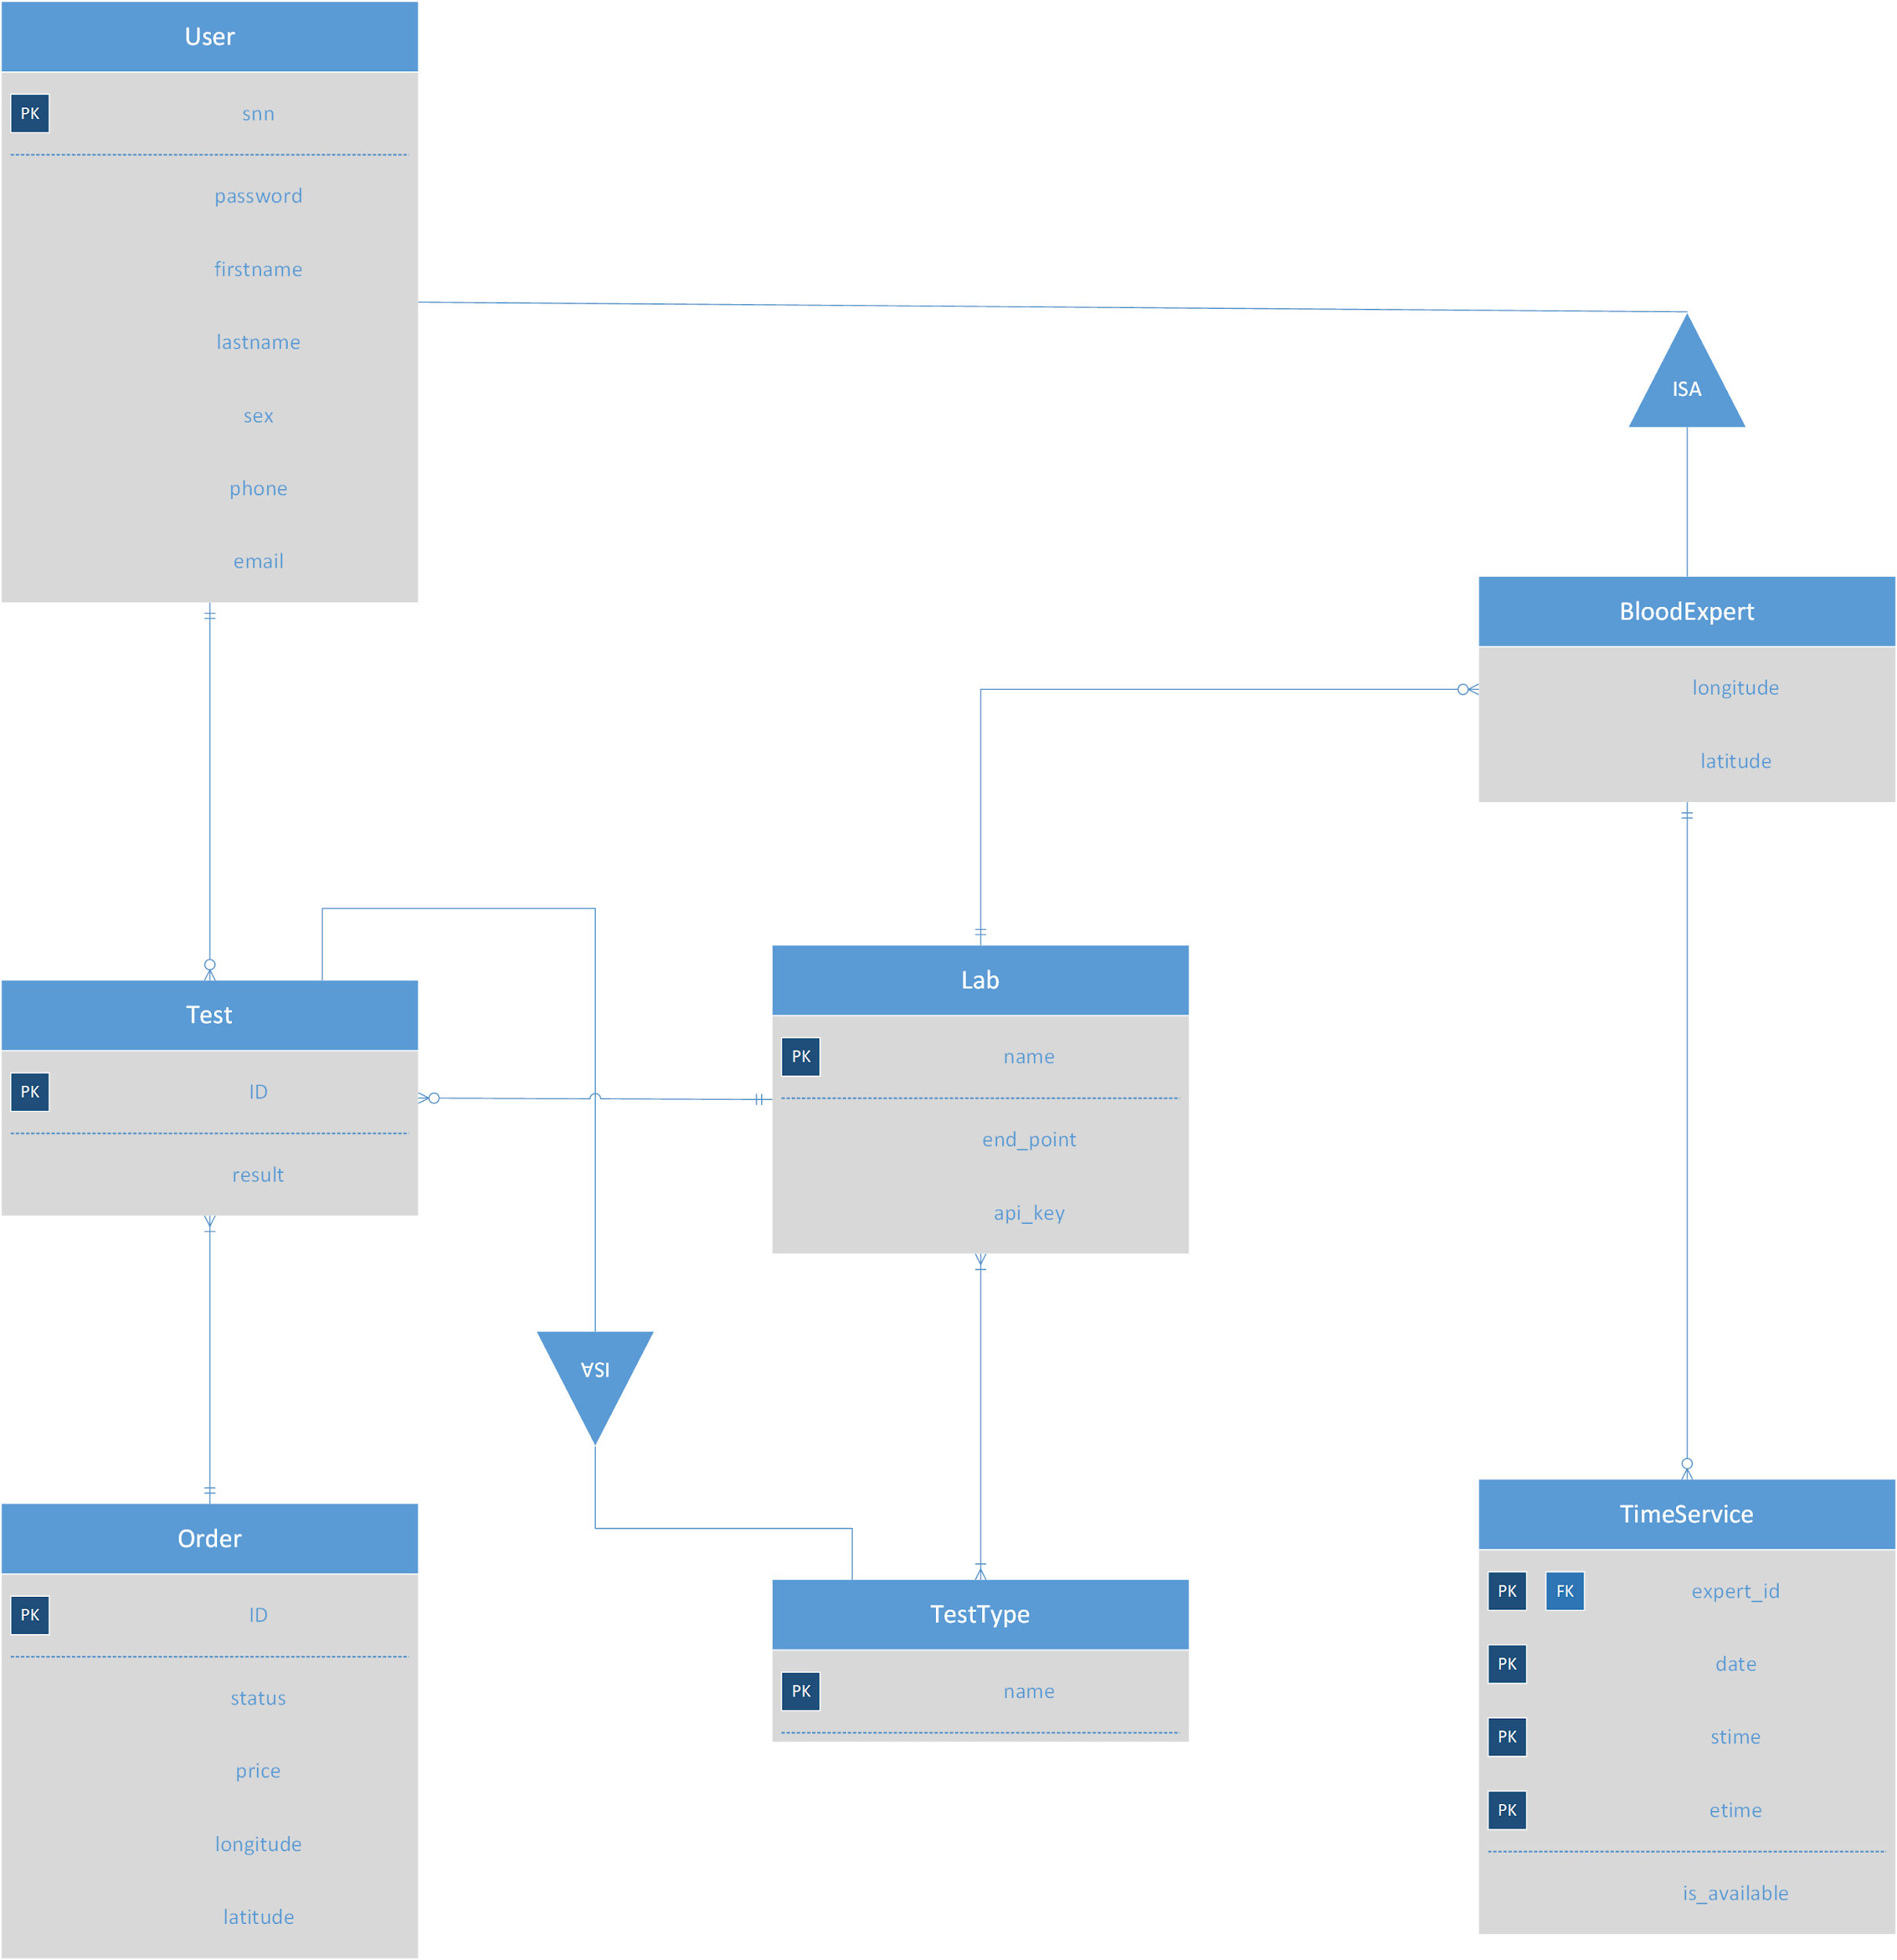 User
PK snn
password
firstname
lastname
sex
phone
email
ISA
BloodExpert
longitude
latitude
Test
PK ID
result
Lab
PK name
end_point
api_key
ISA
Order
PK ID
status
price
longitude
latitude
TestType
PK name
TimeService
PK FK expert_id
PK date
PK stime
PK etime
is_available